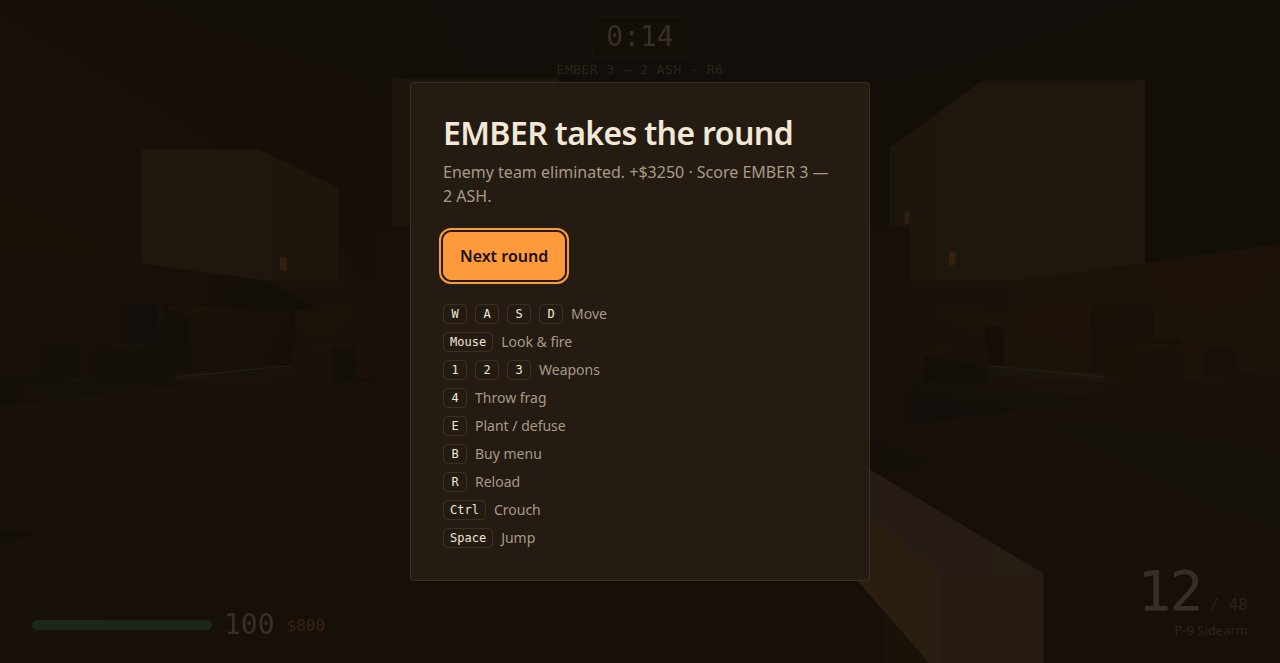 0:14
EMBER 3 — 2 ASH · R6
EMBER takes the round
Enemy team eliminated. +$3250 · Score EMBER 3 —
2 ASH.
Next round
W A S D Move
Mouse Look & fire
1 2 3 Weapons
4 Throw frag
E Plant / defuse
B Buy menu
R Reload
Ctrl Crouch
Space Jump
100 $800
12 / 48
P-9 Sidearm